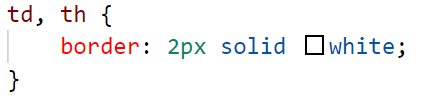 td, th {
    border: 2px solid white;
}